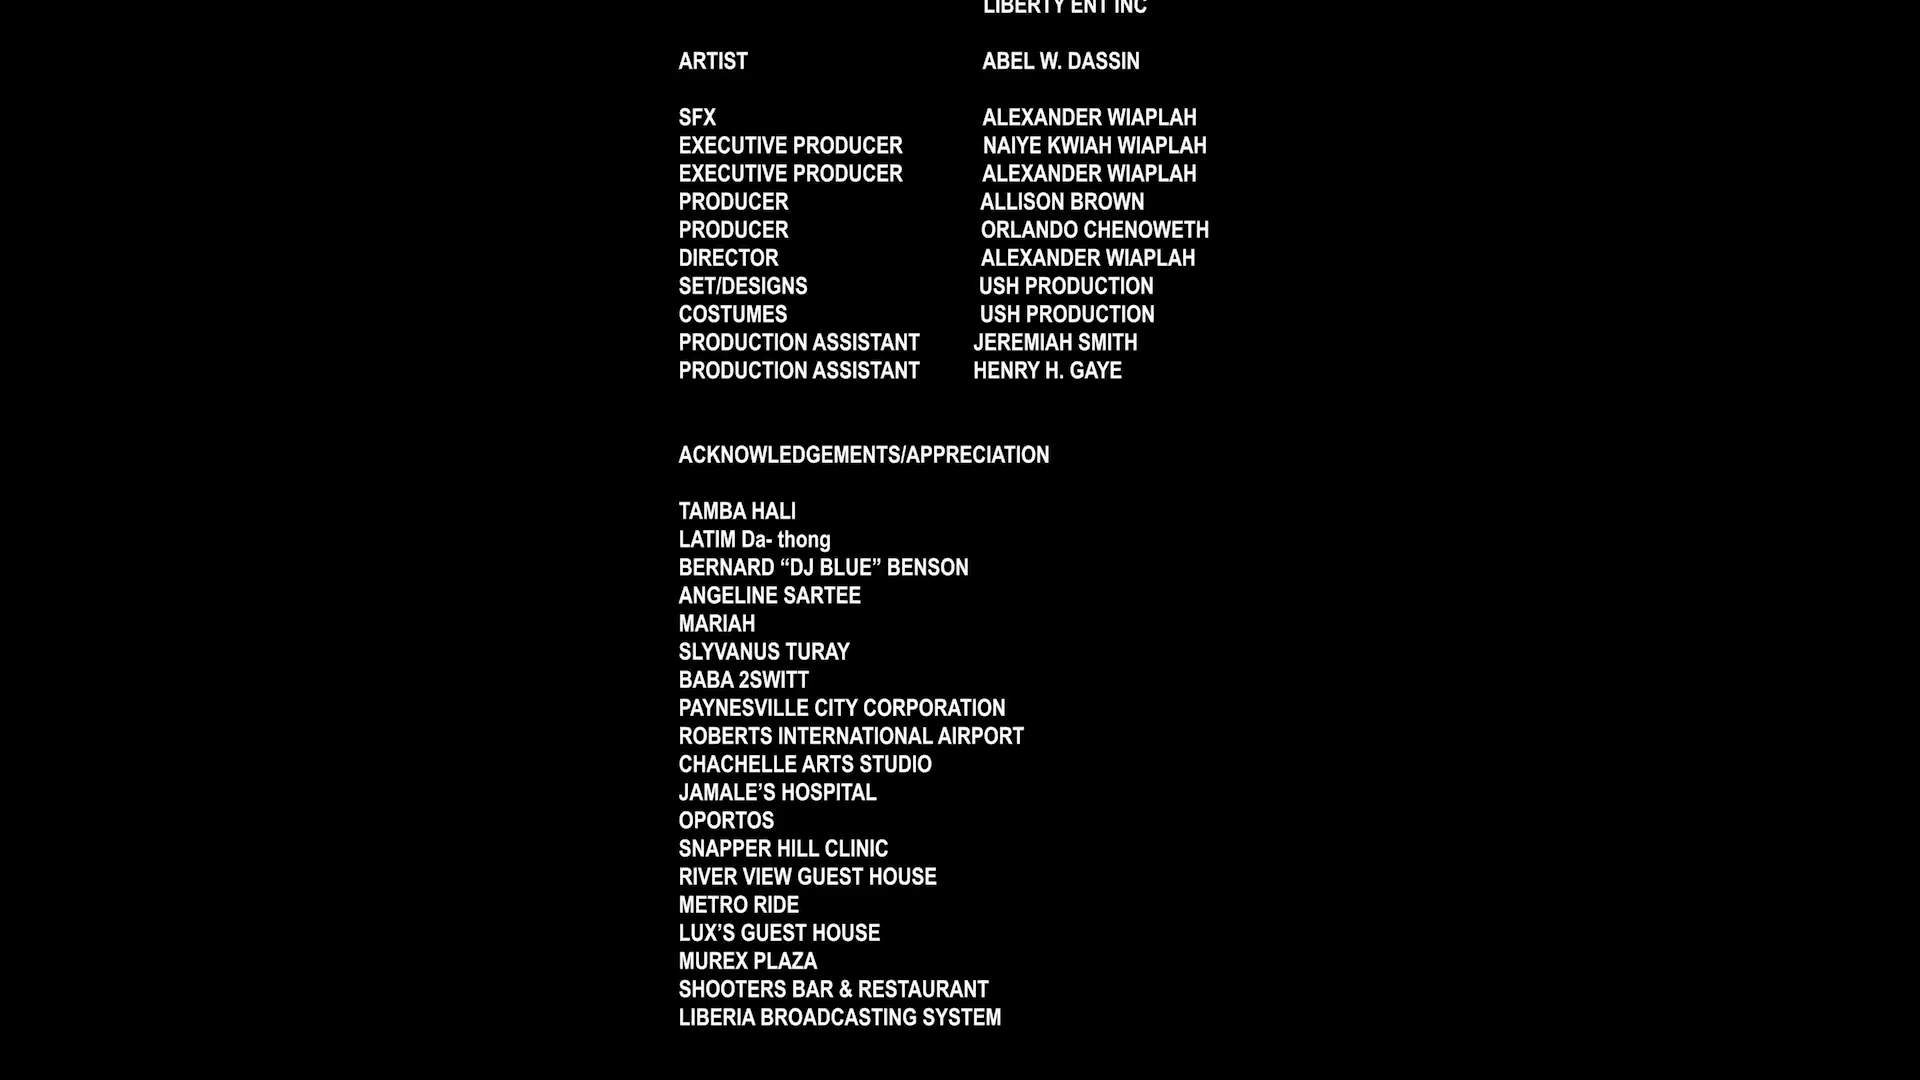 LIBERTY ENT INC
ARTIST ABEL W. DASSIN
SFX ALEXANDER WIAPLAH
EXECUTIVE PRODUCER NAIYE KWIAH WIAPLAH
EXECUTIVE PRODUCER ALEXANDER WIAPLAH
PRODUCER ALLISON BROWN
PRODUCER ORLANDO CHENOWETH
DIRECTOR ALEXANDER WIAPLAH
SET/DESIGNS USH PRODUCTION
COSTUMES USH PRODUCTION
PRODUCTION ASSISTANT JEREMIAH SMITH
PRODUCTION ASSISTANT HENRY H. GAYE
ACKNOWLEDGEMENTS/APPRECIATION
TAMBA HALI
LATIM Da- thong
BERNARD “DJ BLUE” BENSON
ANGELINE SARTEE
MARIAH
SLYVANUS TURAY
BABA 2SWITT
PAYNESVILLE CITY CORPORATION
ROBERTS INTERNATIONAL AIRPORT
CHACHELLE ARTS STUDIO
JAMALE’S HOSPITAL
OPORTOS
SNAPPER HILL CLINIC
RIVER VIEW GUEST HOUSE
METRO RIDE
LUX’S GUEST HOUSE
MUREX PLAZA
SHOOTERS BAR & RESTAURANT
LIBERIA BROADCASTING SYSTEM